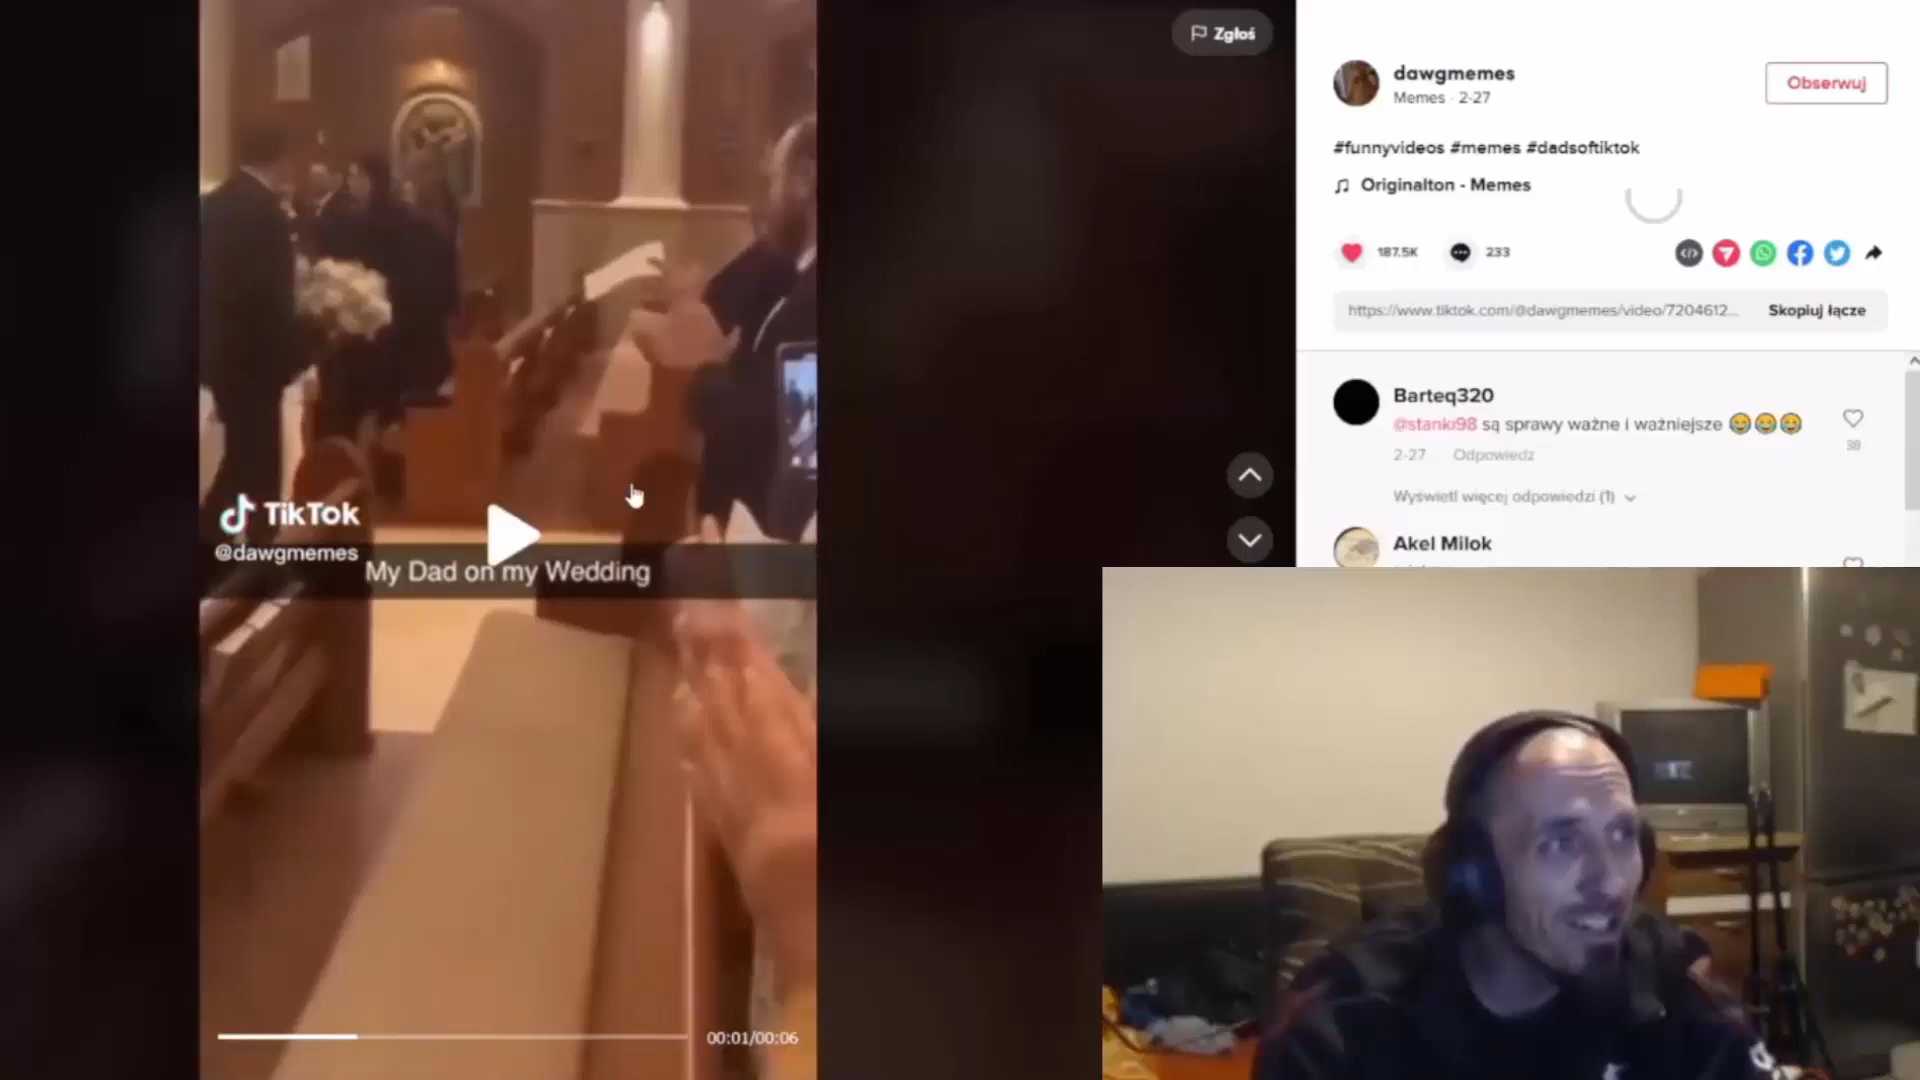 Zgłoś
TikTok
@dawgmemes
My Dad on my Wedding
00:01/00:06
dawgmemes
Memes · 2-27
Obserwuj
#funnyvideos #memes #dadsoftiktok
Originalton - Memes
187.5K
233
https://www.tiktok.com/@dawgmemes/video/7204612...
Skopiuj łącze
Barteq320
@stanki98 są sprawy ważne i ważniejsze 😂😂😂
38
2-27 Odpowiedz
Wyświetl więcej odpowiedzi (1)
Akel Milok